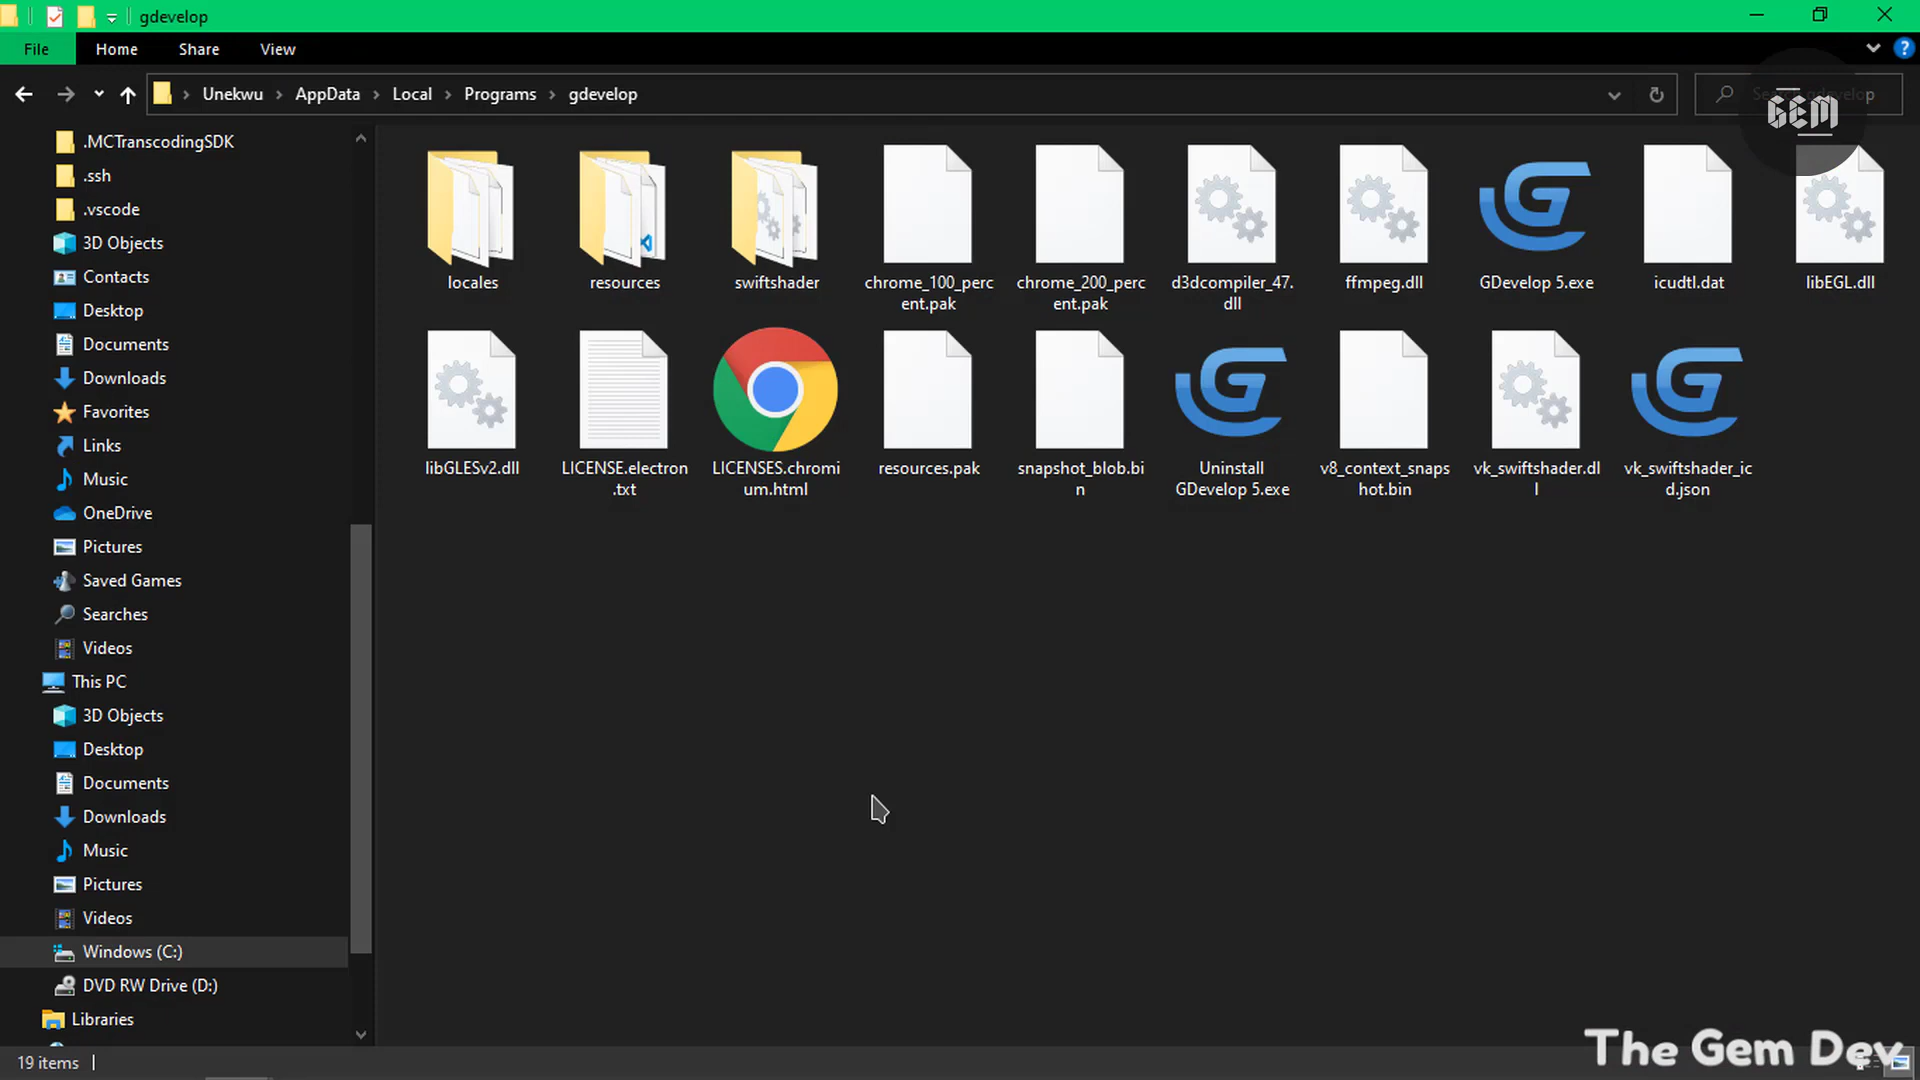 gdevelop
File Home Share View
Unekwu AppData Local Programs gdevelop
Search gdevelop
GEM
.MCTranscodingSDK
.ssh
.vscode
3D Objects
Contacts
Desktop
Documents
Downloads
Favorites
Links
Music
OneDrive
Pictures
Saved Games
Searches
Videos
This PC
3D Objects
Desktop
Documents
Downloads
Music
Pictures
Videos
Windows (C:)
DVD RW Drive (D:)
Libraries
locales
resources
swiftshader
chrome_100_perc
ent.pak
chrome_200_perc
ent.pak
d3dcompiler_47.
dll
ffmpeg.dll
GDevelop 5.exe
icudtl.dat
libEGL.dll
libGLESv2.dll
LICENSE.electron
.txt
LICENSES.chromi
um.html
resources.pak
snapshot_blob.bi
n
Uninstall
GDevelop 5.exe
v8_context_snaps
hot.bin
vk_swiftshader.dl
l
vk_swiftshader_ic
d.json
19 items
The Gem Dev